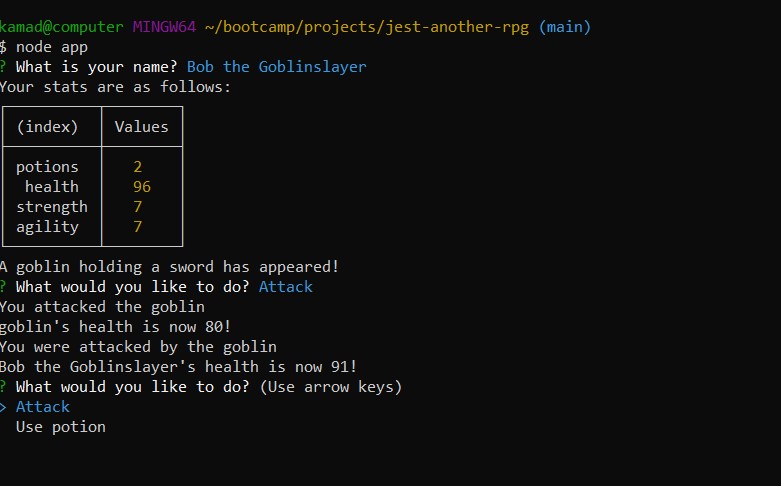 kamad@computer MINGW64 ~/bootcamp/projects/jest-another-rpg (main)
$ node app
? What is your name? Bob the Goblinslayer
Your stats are as follows:
(index) Values
potions 2
health 96
strength 7
agility 7
A goblin holding a sword has appeared!
? What would you like to do? Attack
You attacked the goblin
goblin's health is now 80!
You were attacked by the goblin
Bob the Goblinslayer's health is now 91!
? What would you like to do? (Use arrow keys)
> Attack
Use potion